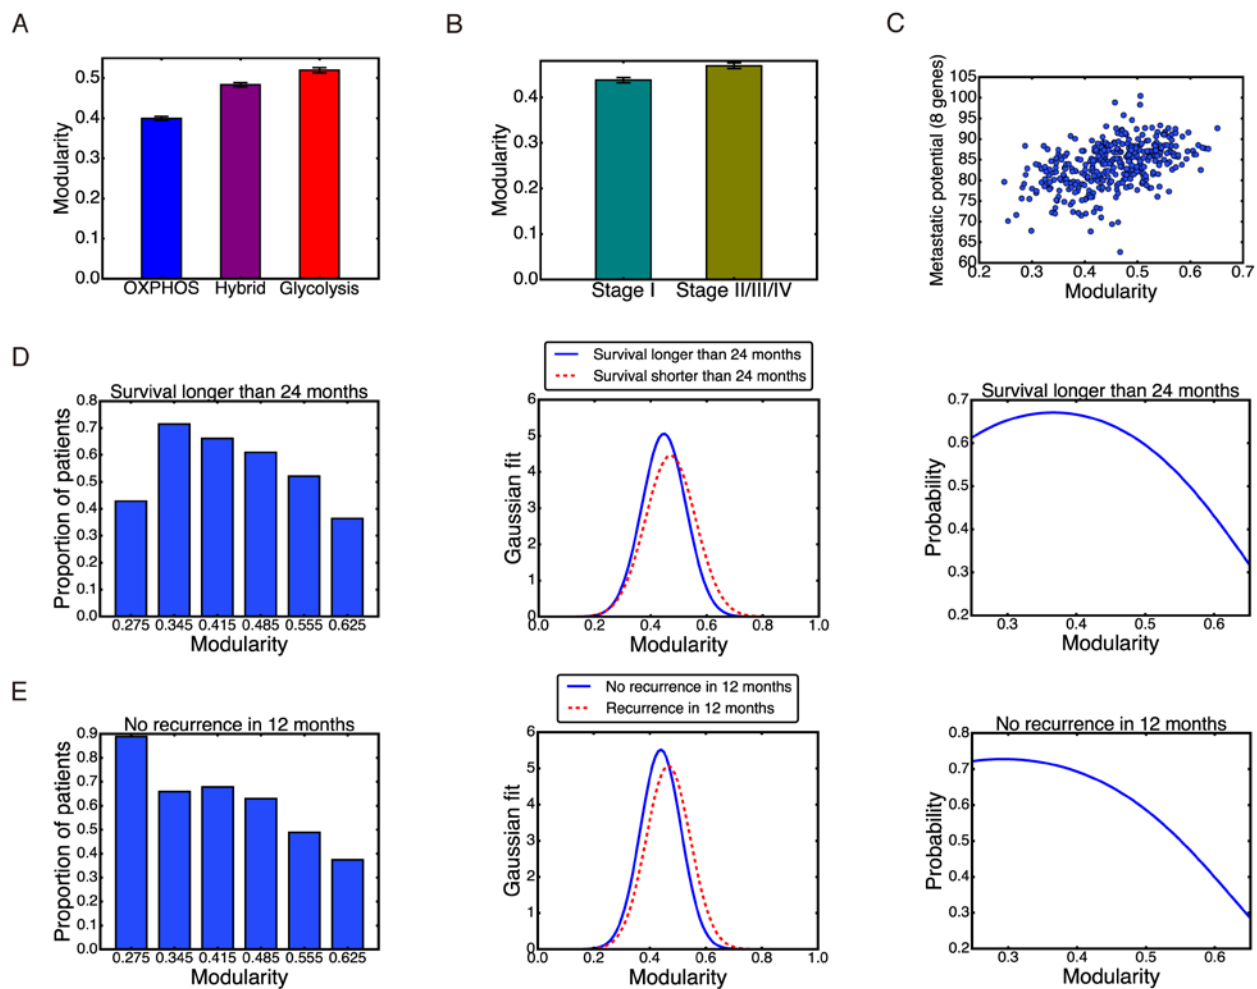 A
0.5
0.4
0.3
0.2
0.1
0.0
Modularity
OXPHOS Hybrid Glycolysis
B
0.4
0.3
0.2
0.1
0.0
Modularity
Stage I Stage II/III/IV
C
105
100
95
90
85
80
75
70
65
60
Metastatic potential (8 genes)
0.2 0.3 0.4 0.5 0.6 0.7
Modularity
D
Survival longer than 24 months
0.8
0.7
0.6
0.5
0.4
0.3
0.2
0.1
0.0
Proportion of patients
0.275 0.345 0.415 0.485 0.555 0.625
Modularity
Survival longer than 24 months
Survival shorter than 24 months
6
5
4
3
2
1
0
Gaussian fit
0.0 0.2 0.4 0.6 0.8 1.0
Modularity
Survival longer than 24 months
0.7
0.6
0.5
0.4
0.3
0.2
Probability
0.3 0.4 0.5 0.6
Modularity
E
No recurrence in 12 months
0.9
0.8
0.7
0.6
0.5
0.4
0.3
0.2
0.1
0.0
Proportion of patients
0.275 0.345 0.415 0.485 0.555 0.625
Modularity
No recurrence in 12 months
Recurrence in 12 months
6
5
4
3
2
1
0
Gaussian fit
0.0 0.2 0.4 0.6 0.8 1.0
Modularity
No recurrence in 12 months
0.8
0.7
0.6
0.5
0.4
0.3
0.2
Probability
0.3 0.4 0.5 0.6
Modularity